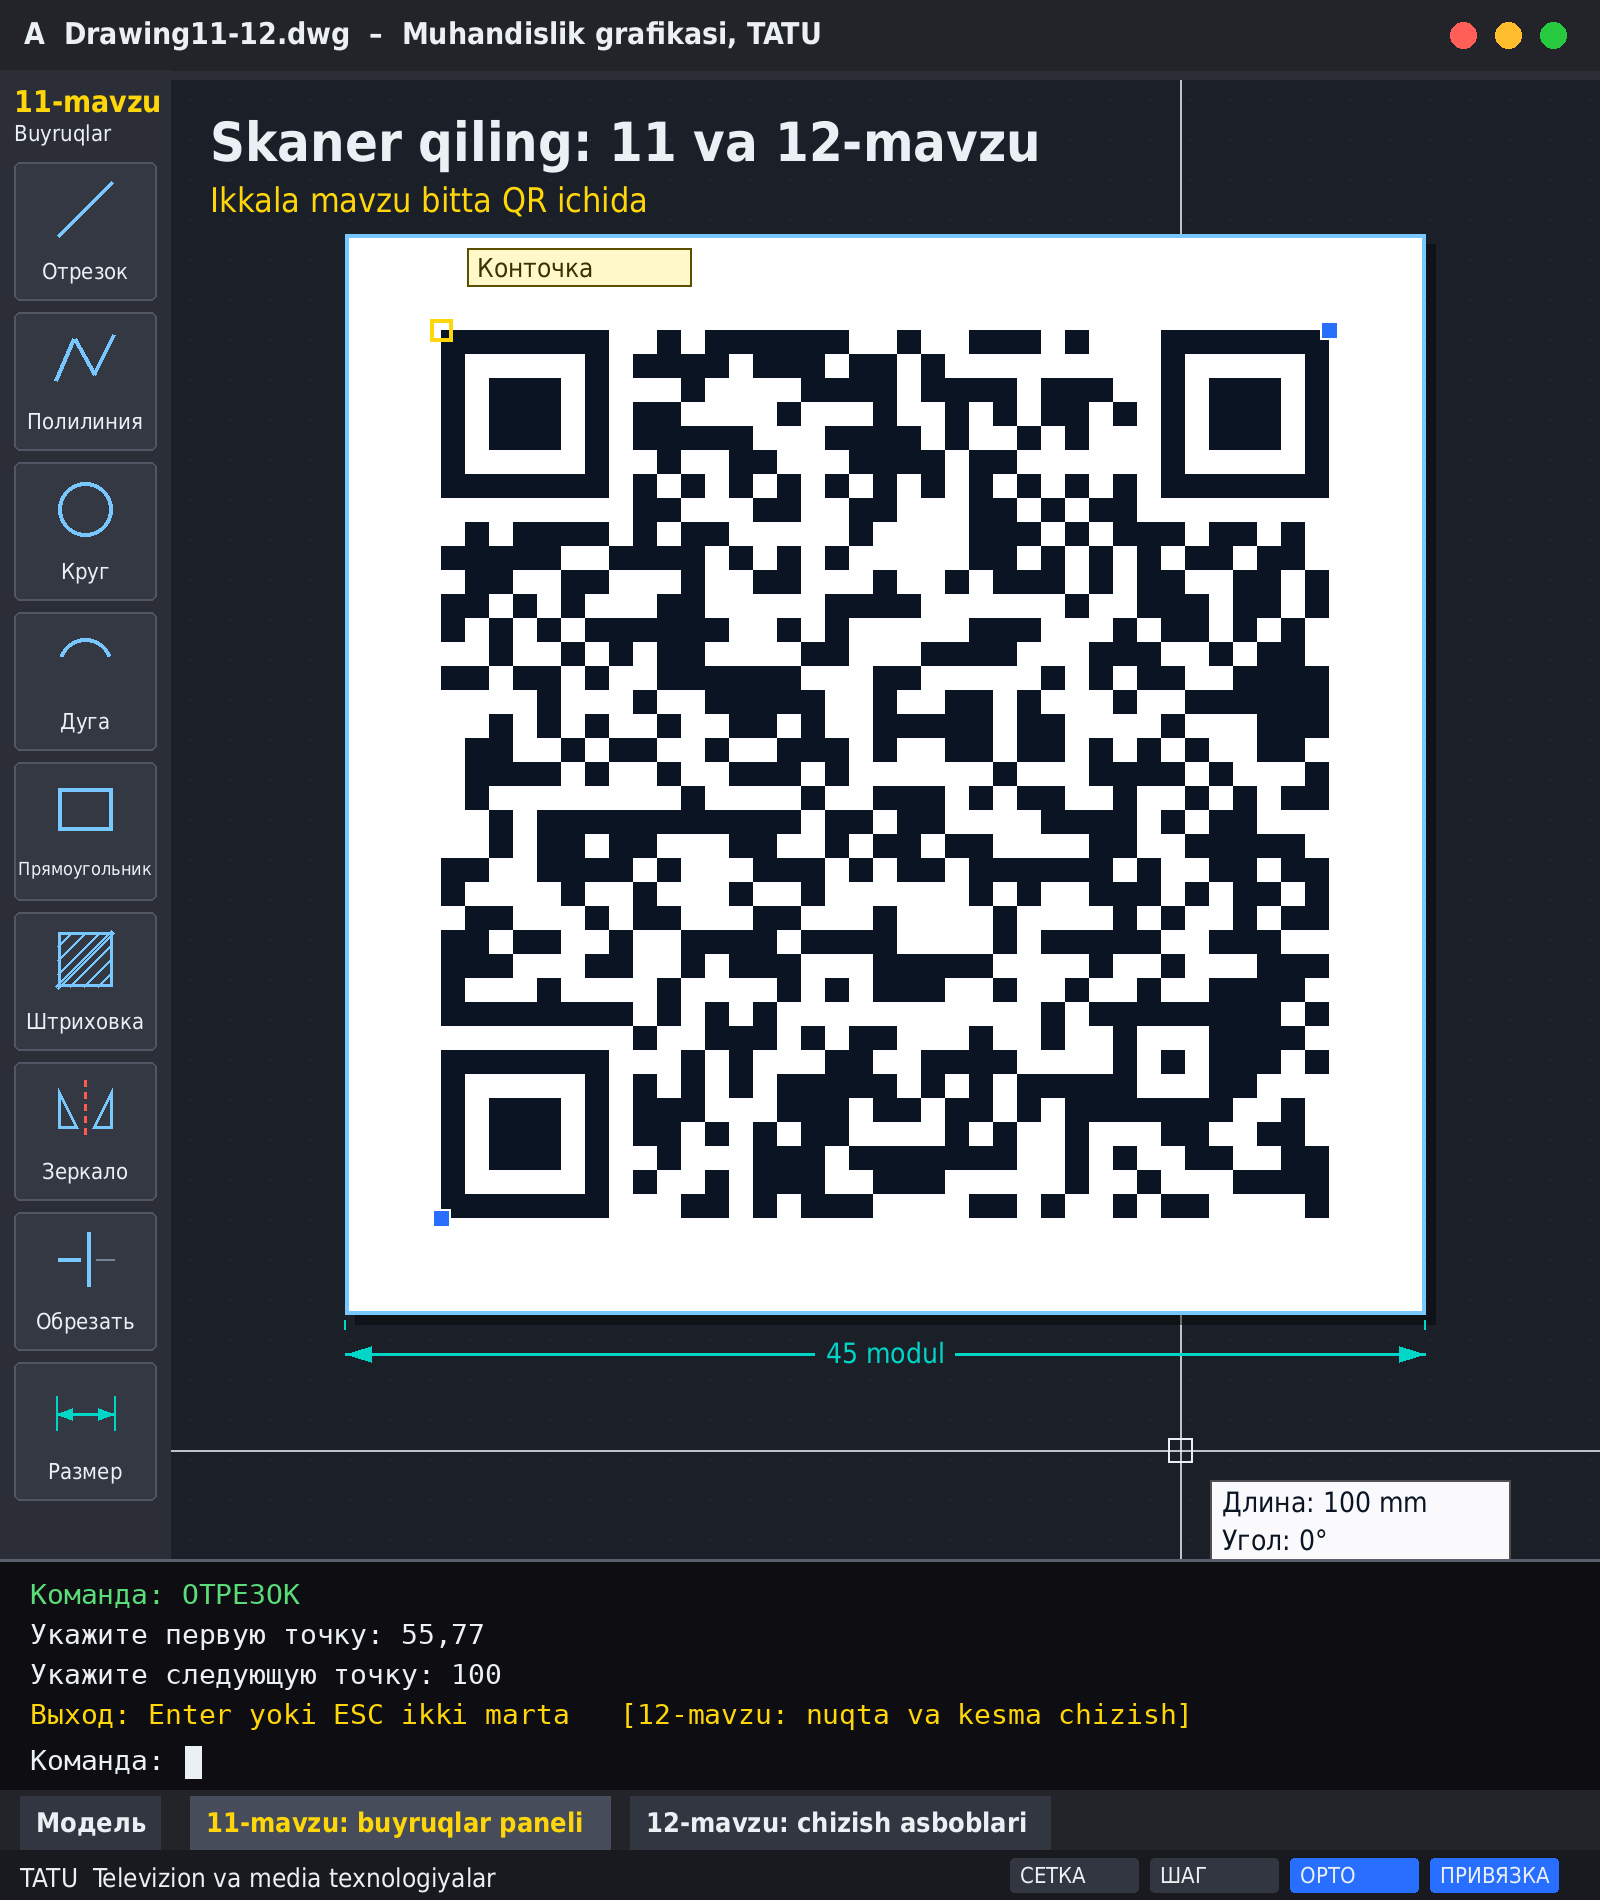 A Drawing11-12.dwg – Muhandislik grafikasi, TATU
11-mavzu
Buyruqlar
Отрезок
Полилиния
Круг
Дуга
Прямоугольник
Штриховка
Зеркало
Обрезать
Размер
Skaner qiling: 11 va 12-mavzu
Ikkala mavzu bitta QR ichida
Конточка
45 modul
Длина: 100 mm
Угол: 0°
Команда: ОТРЕЗОК
Укажите первую точку: 55,77
Укажите следующую точку: 100
Выход: Enter yoki ESC ikki marta [12-mavzu: nuqta va kesma chizish]
Команда:
Модель 11-mavzu: buyruqlar paneli 12-mavzu: chizish asboblari
TATU Televizion va media texnologiyalar СЕТКА ШАГ ОРТО ПРИВЯЗКА